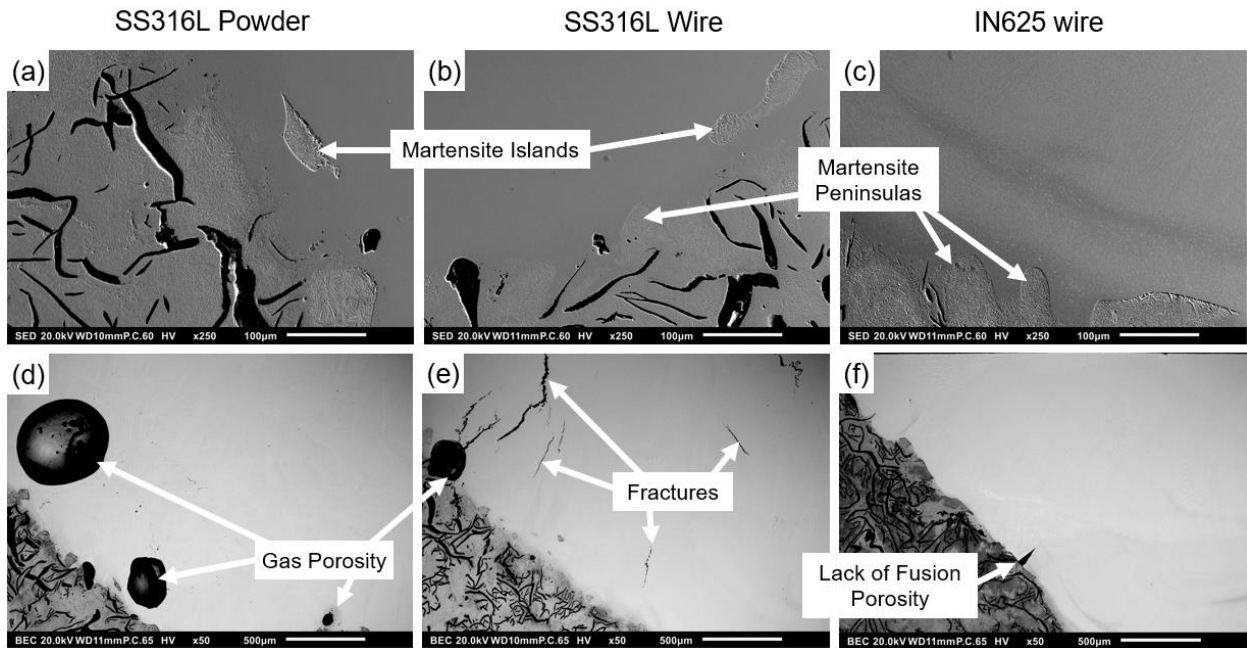 SS316L Powder
SS316L Wire
IN625 wire
(a)
(b)
(c)
Martensite Islands
Martensite
Peninsulas
SED 20.0kV WD10mmP.C.60 HV x250 100µm
SED 20.0kV WD11mmP.C.60 HV x250 100µm
SED 20.0kV WD11mmP.C.60 HV x250 100µm
(d)
(e)
(f)
Gas Porosity
Fractures
Lack of Fusion
Porosity
BEC 20.0kV WD11mmP.C.65 x50 500µm
BEC 20.0kV WD10mmP.C.65 x50 500µm
BEC 20.0kV WD11mmP.C.65 x50 500µm